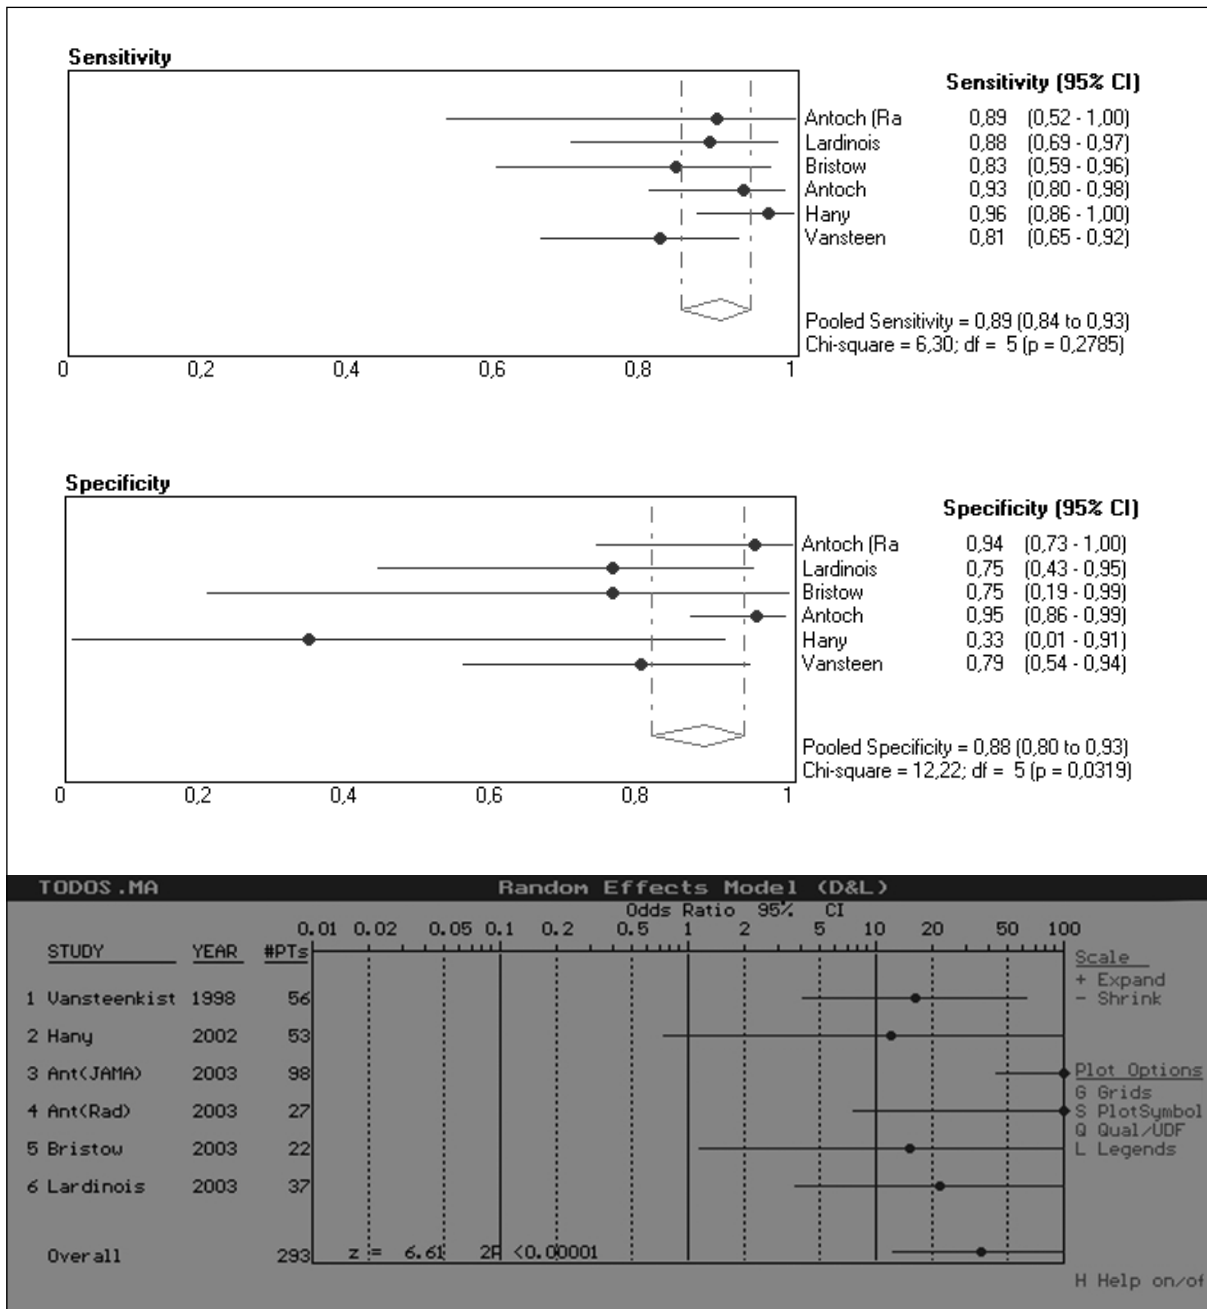 Sensitivity
Sensitivity (95% CI)
Antoch (Ra 0,89 (0,52 - 1,00)
Lardinois 0,88 (0,69 - 0,97)
Bristow 0,83 (0,59 - 0,96)
Antoch 0,93 (0,80 - 0,98)
Hany 0,96 (0,86 - 1,00)
Vansteen 0,81 (0,65 - 0,92)
Pooled Sensitivity = 0,89 (0,84 to 0,93)
Chi-square = 6,30; df = 5 (p = 0,2785)
0 0,2 0,4 0,6 0,8 1
Specificity
Specificity (95% CI)
Antoch (Ra 0,94 (0,73 - 1,00)
Lardinois 0,75 (0,43 - 0,95)
Bristow 0,75 (0,19 - 0,99)
Antoch 0,95 (0,86 - 0,99)
Hany 0,33 (0,01 - 0,91)
Vansteen 0,79 (0,54 - 0,94)
Pooled Specificity = 0,88 (0,80 to 0,93)
Chi-square = 12,22; df = 5 (p = 0,0319)
0 0,2 0,4 0,6 0,8 1
TODOS.MA Random Effects Model (D&L)
Odds Ratio 95% CI
0.01 0.02 0.05 0.1 0.2 0.5 1 2 5 10 20 50 100
STUDY YEAR #PTs
Scale
+ Expand
- Shrink
1 Vansteenkist 1998 56
2 Hany 2002 53
3 Ant(JAMA) 2003 98
Plot Options
G Grids
4 Ant(Rad) 2003 27
S PlotSymbol
Q Qual/UDF
5 Bristow 2003 22
L Legends
6 Lardinois 2003 37
Overall 293 z = 6.61 2P <0.00001
H Help on/of